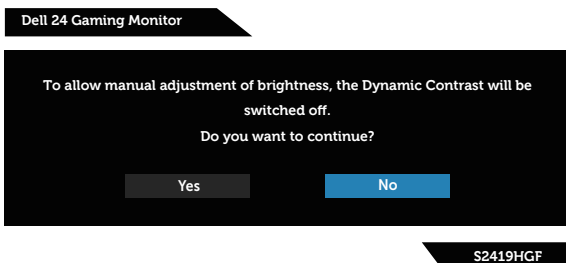 Dell 24 Gaming Monitor
To allow manual adjustment of brightness, the Dynamic Contrast will be
switched off.
Do you want to continue?
Yes
No
S2419HGF